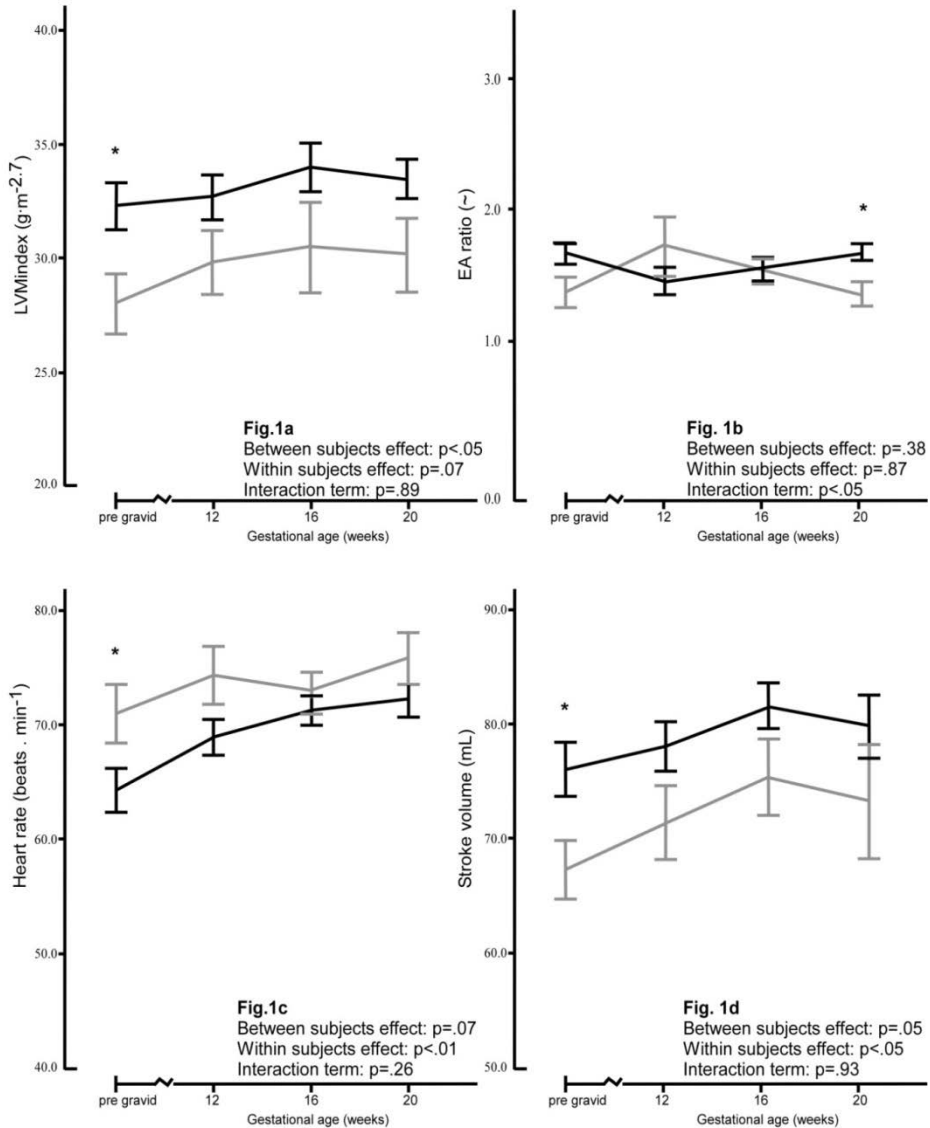 40.0
35.0
30.0
25.0
20.0
LVMindex (g·m-2.7)
*
Fig.1a
Between subjects effect: p<.05
Within subjects effect: p=.07
Interaction term: p=.89
pre gravid 12 16 20
Gestational age (weeks)
3.0
2.0
1.0
0.0
EA ratio (~)
*
Fig. 1b
Between subjects effect: p=.38
Within subjects effect: p=.87
Interaction term: p<.05
pre gravid 12 16 20
Gestational age (weeks)
80.0
70.0
60.0
50.0
40.0
Heart rate (beats . min-1)
*
Fig.1c
Between subjects effect: p=.07
Within subjects effect: p<.01
Interaction term: p=.26
pre gravid 12 16 20
Gestational age (weeks)
90.0
80.0
70.0
60.0
50.0
Stroke volume (mL)
*
Fig. 1d
Between subjects effect: p=.05
Within subjects effect: p<.05
Interaction term: p=.93
pre gravid 12 16 20
Gestational age (weeks)